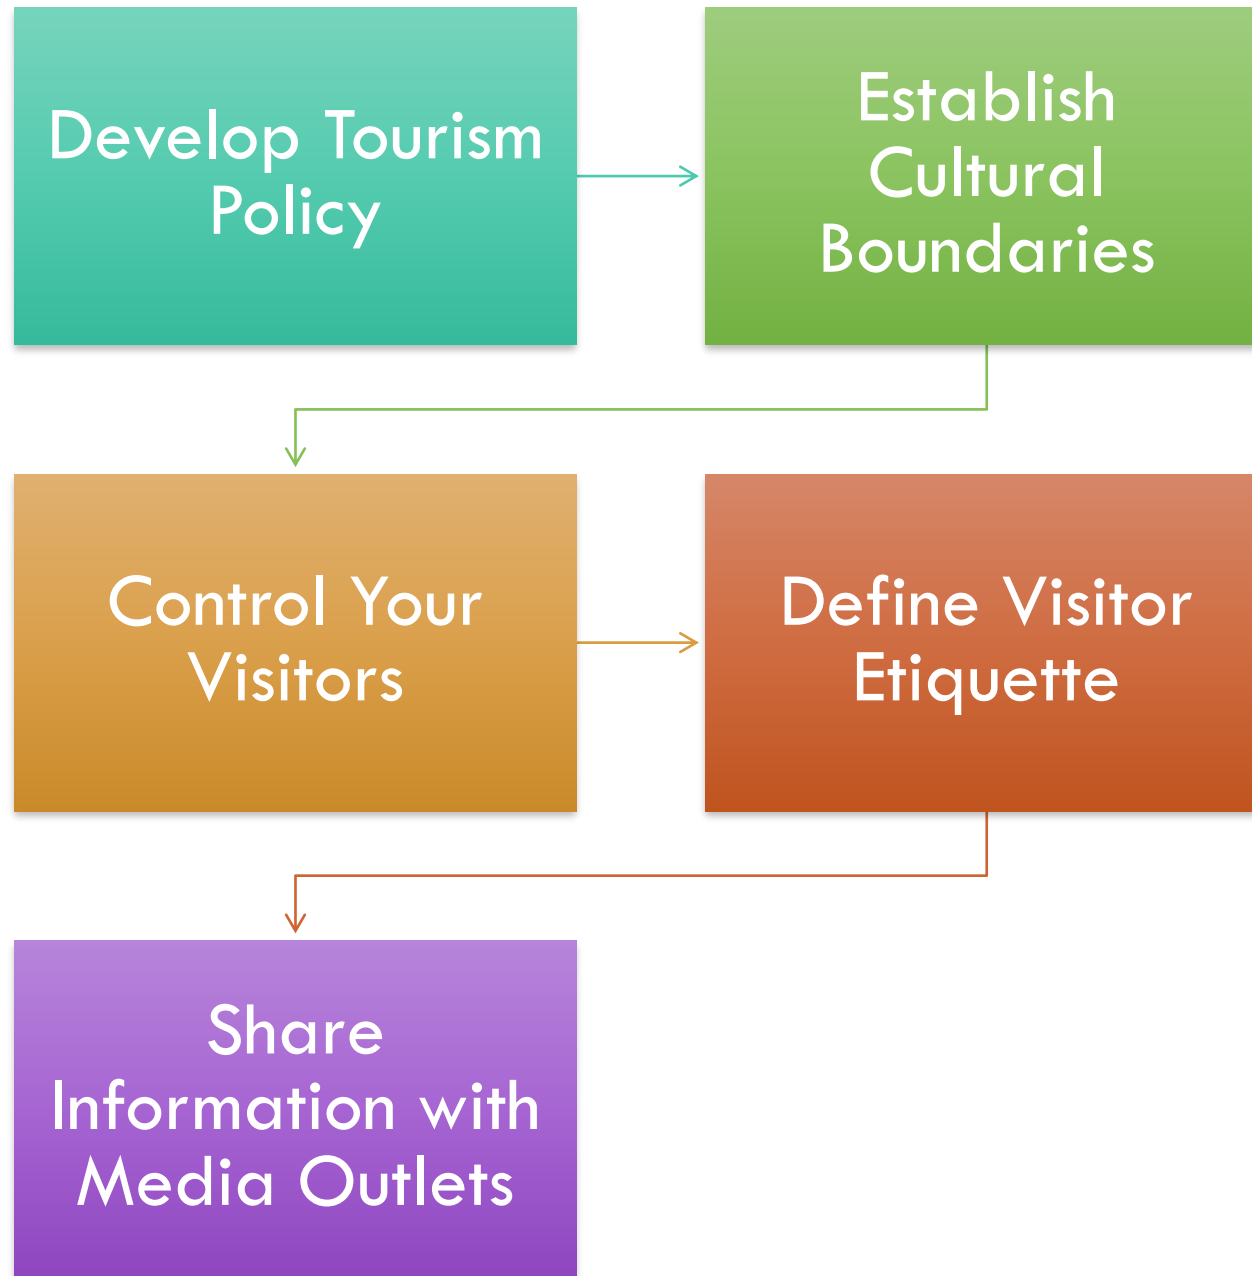 Develop Tourism
Policy
Establish
Cultural
Boundaries
Control Your
Visitors
Define Visitor
Etiquette
Share
Information with
Media Outlets